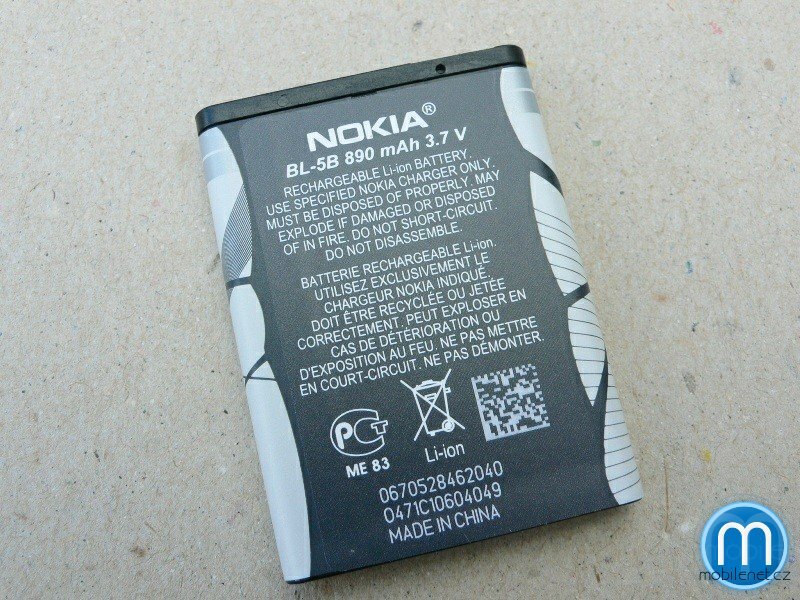 NOKIA®
BL-5B 890 mAh 3.7 V
RECHARGEABLE Li-ion BATTERY.
USE SPECIFIED NOKIA CHARGER ONLY.
MUST BE DISPOSED OF PROPERLY. MAY
EXPLODE IF DAMAGED OR DISPOSED
OF IN FIRE. DO NOT SHORT-CIRCUIT.
DO NOT DISASSEMBLE.
BATTERIE RECHARGEABLE Li-ion.
UTILISEZ EXCLUSIVEMENT LE
CHARGEUR NOKIA INDIQUÉ.
DOIT ÊTRE RECYCLÉE OU JETÉE
CORRECTEMENT. PEUT EXPLOSER EN
CAS DE DÉTÉRIORATION OU
D'EXPOSITION AU FEU. NE PAS METTRE
EN COURT-CIRCUIT. NE PAS DÉMONTER.
PCT
ME 83
Li-ion
0670528462040
0471C10604049
MADE IN CHINA
m
mobilenet.cz